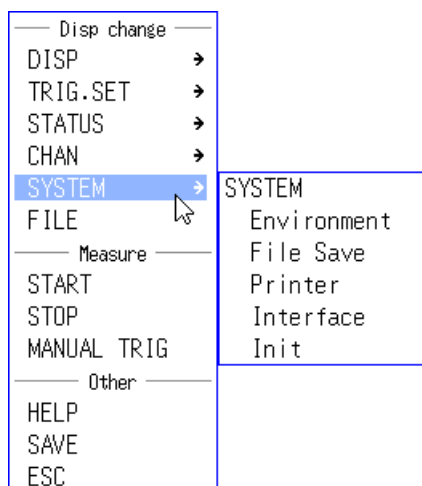 Disp change
DISP
TRIG.SET
STATUS
CHAN
SYSTEM
FILE
Measure
START
STOP
MANUAL TRIG
Other
HELP
SAVE
ESC
SYSTEM
Environment
File Save
Printer
Interface
Init